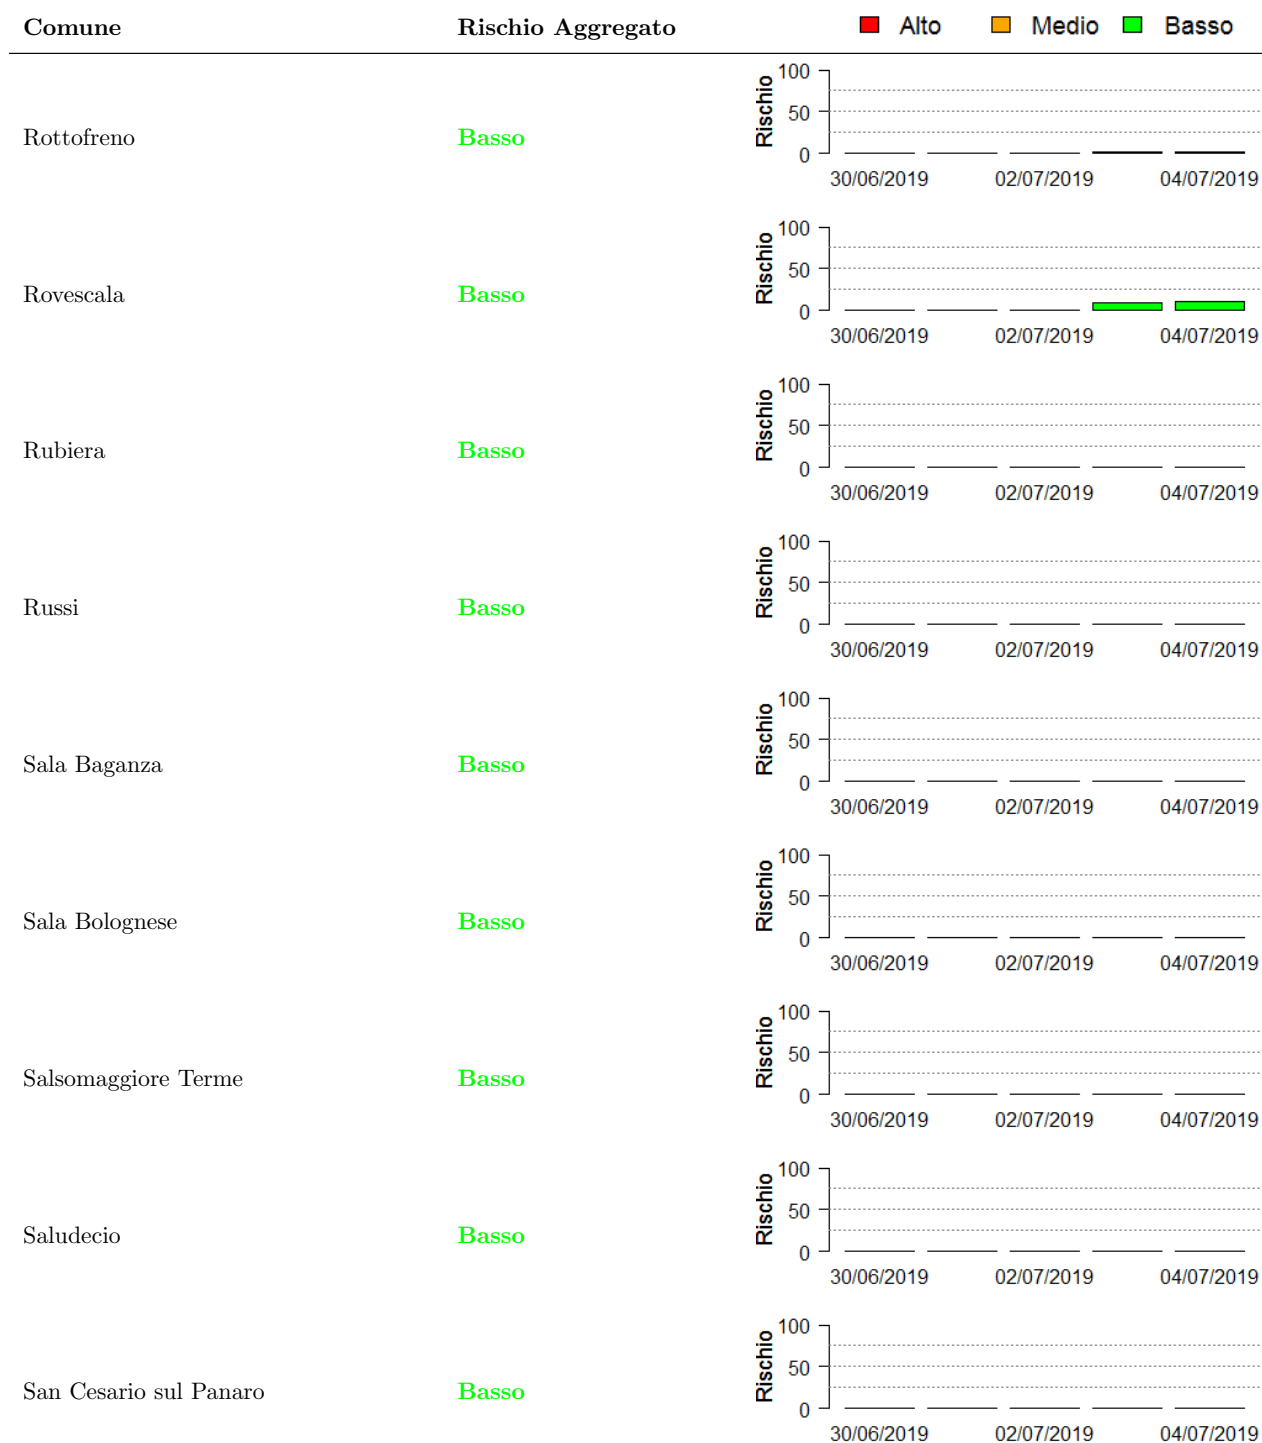 Comune Rischio Aggregato Alto Medio Basso
100
50
0
Rischio
Rottofreno Basso
30/06/2019 02/07/2019 04/07/2019
100
50
0
Rischio
Rovescala Basso
30/06/2019 02/07/2019 04/07/2019
100
50
0
Rischio
Rubiera Basso
30/06/2019 02/07/2019 04/07/2019
100
50
0
Rischio
Russi Basso
30/06/2019 02/07/2019 04/07/2019
100
50
0
Rischio
Sala Baganza Basso
30/06/2019 02/07/2019 04/07/2019
100
50
0
Rischio
Sala Bolognese Basso
30/06/2019 02/07/2019 04/07/2019
100
50
0
Rischio
Salsomaggiore Terme Basso
30/06/2019 02/07/2019 04/07/2019
100
50
0
Rischio
Saludecio Basso
30/06/2019 02/07/2019 04/07/2019
100
50
0
Rischio
San Cesario sul Panaro Basso
30/06/2019 02/07/2019 04/07/2019